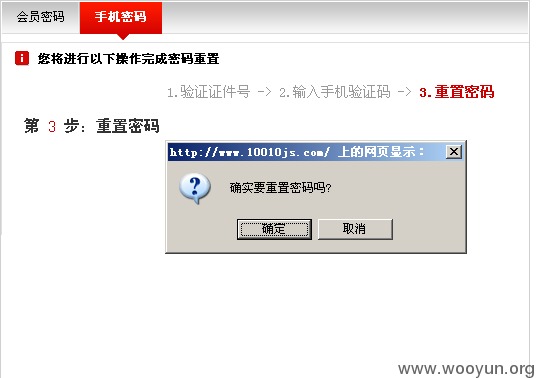 会员密码 手机密码
您将进行以下操作完成密码重置
1.验证证件号 -> 2.输入手机验证码 -> 3.重置密码
第 3 步: 重置密码
http://www.10010js.com/ 上的网页显示:
确实要重置密码吗?
确定 取消
www.wooyun.org